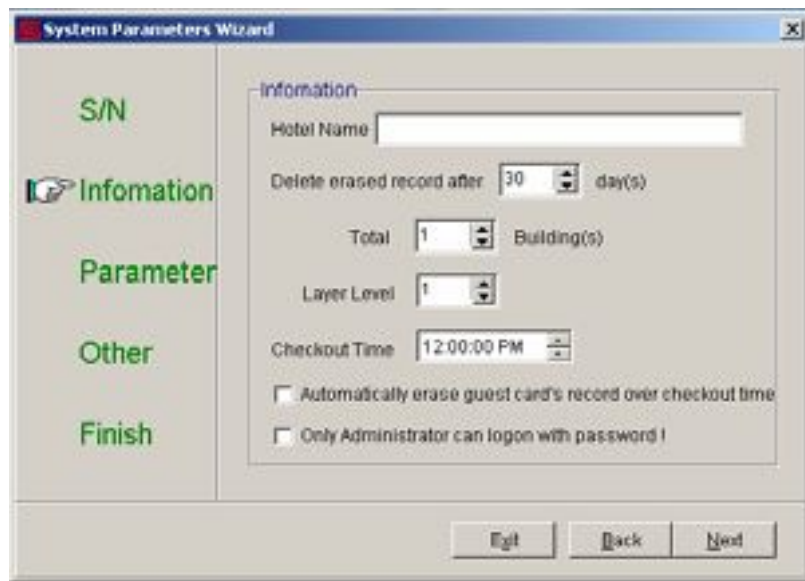 System Parameters Wizard
S/N
Infomation
Parameter
Other
Finish
Infomation
Hotel Name
Delete erased record after 30 day(s)
Total 1 Building(s)
Layer Level 1
Checkout Time 12:00:00 PM
Automatically erase guest card's record over checkout time
Only Administrator can logon with password !
Exit Back Next